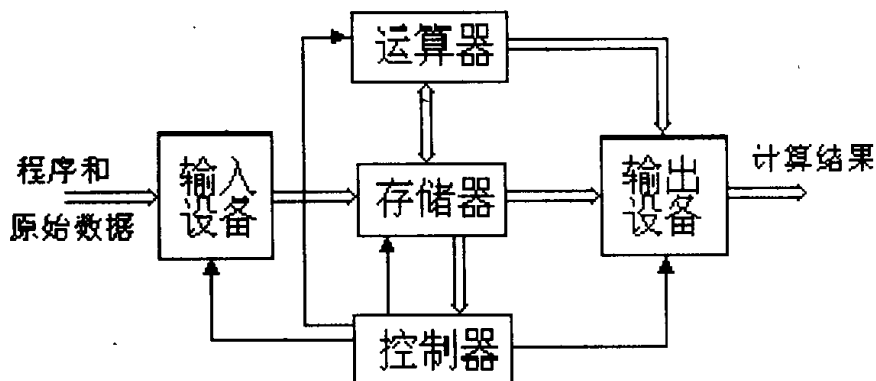 运算器
程序和
原始数据
输入
设备
存储器
输出
设备
计算结果
控制器